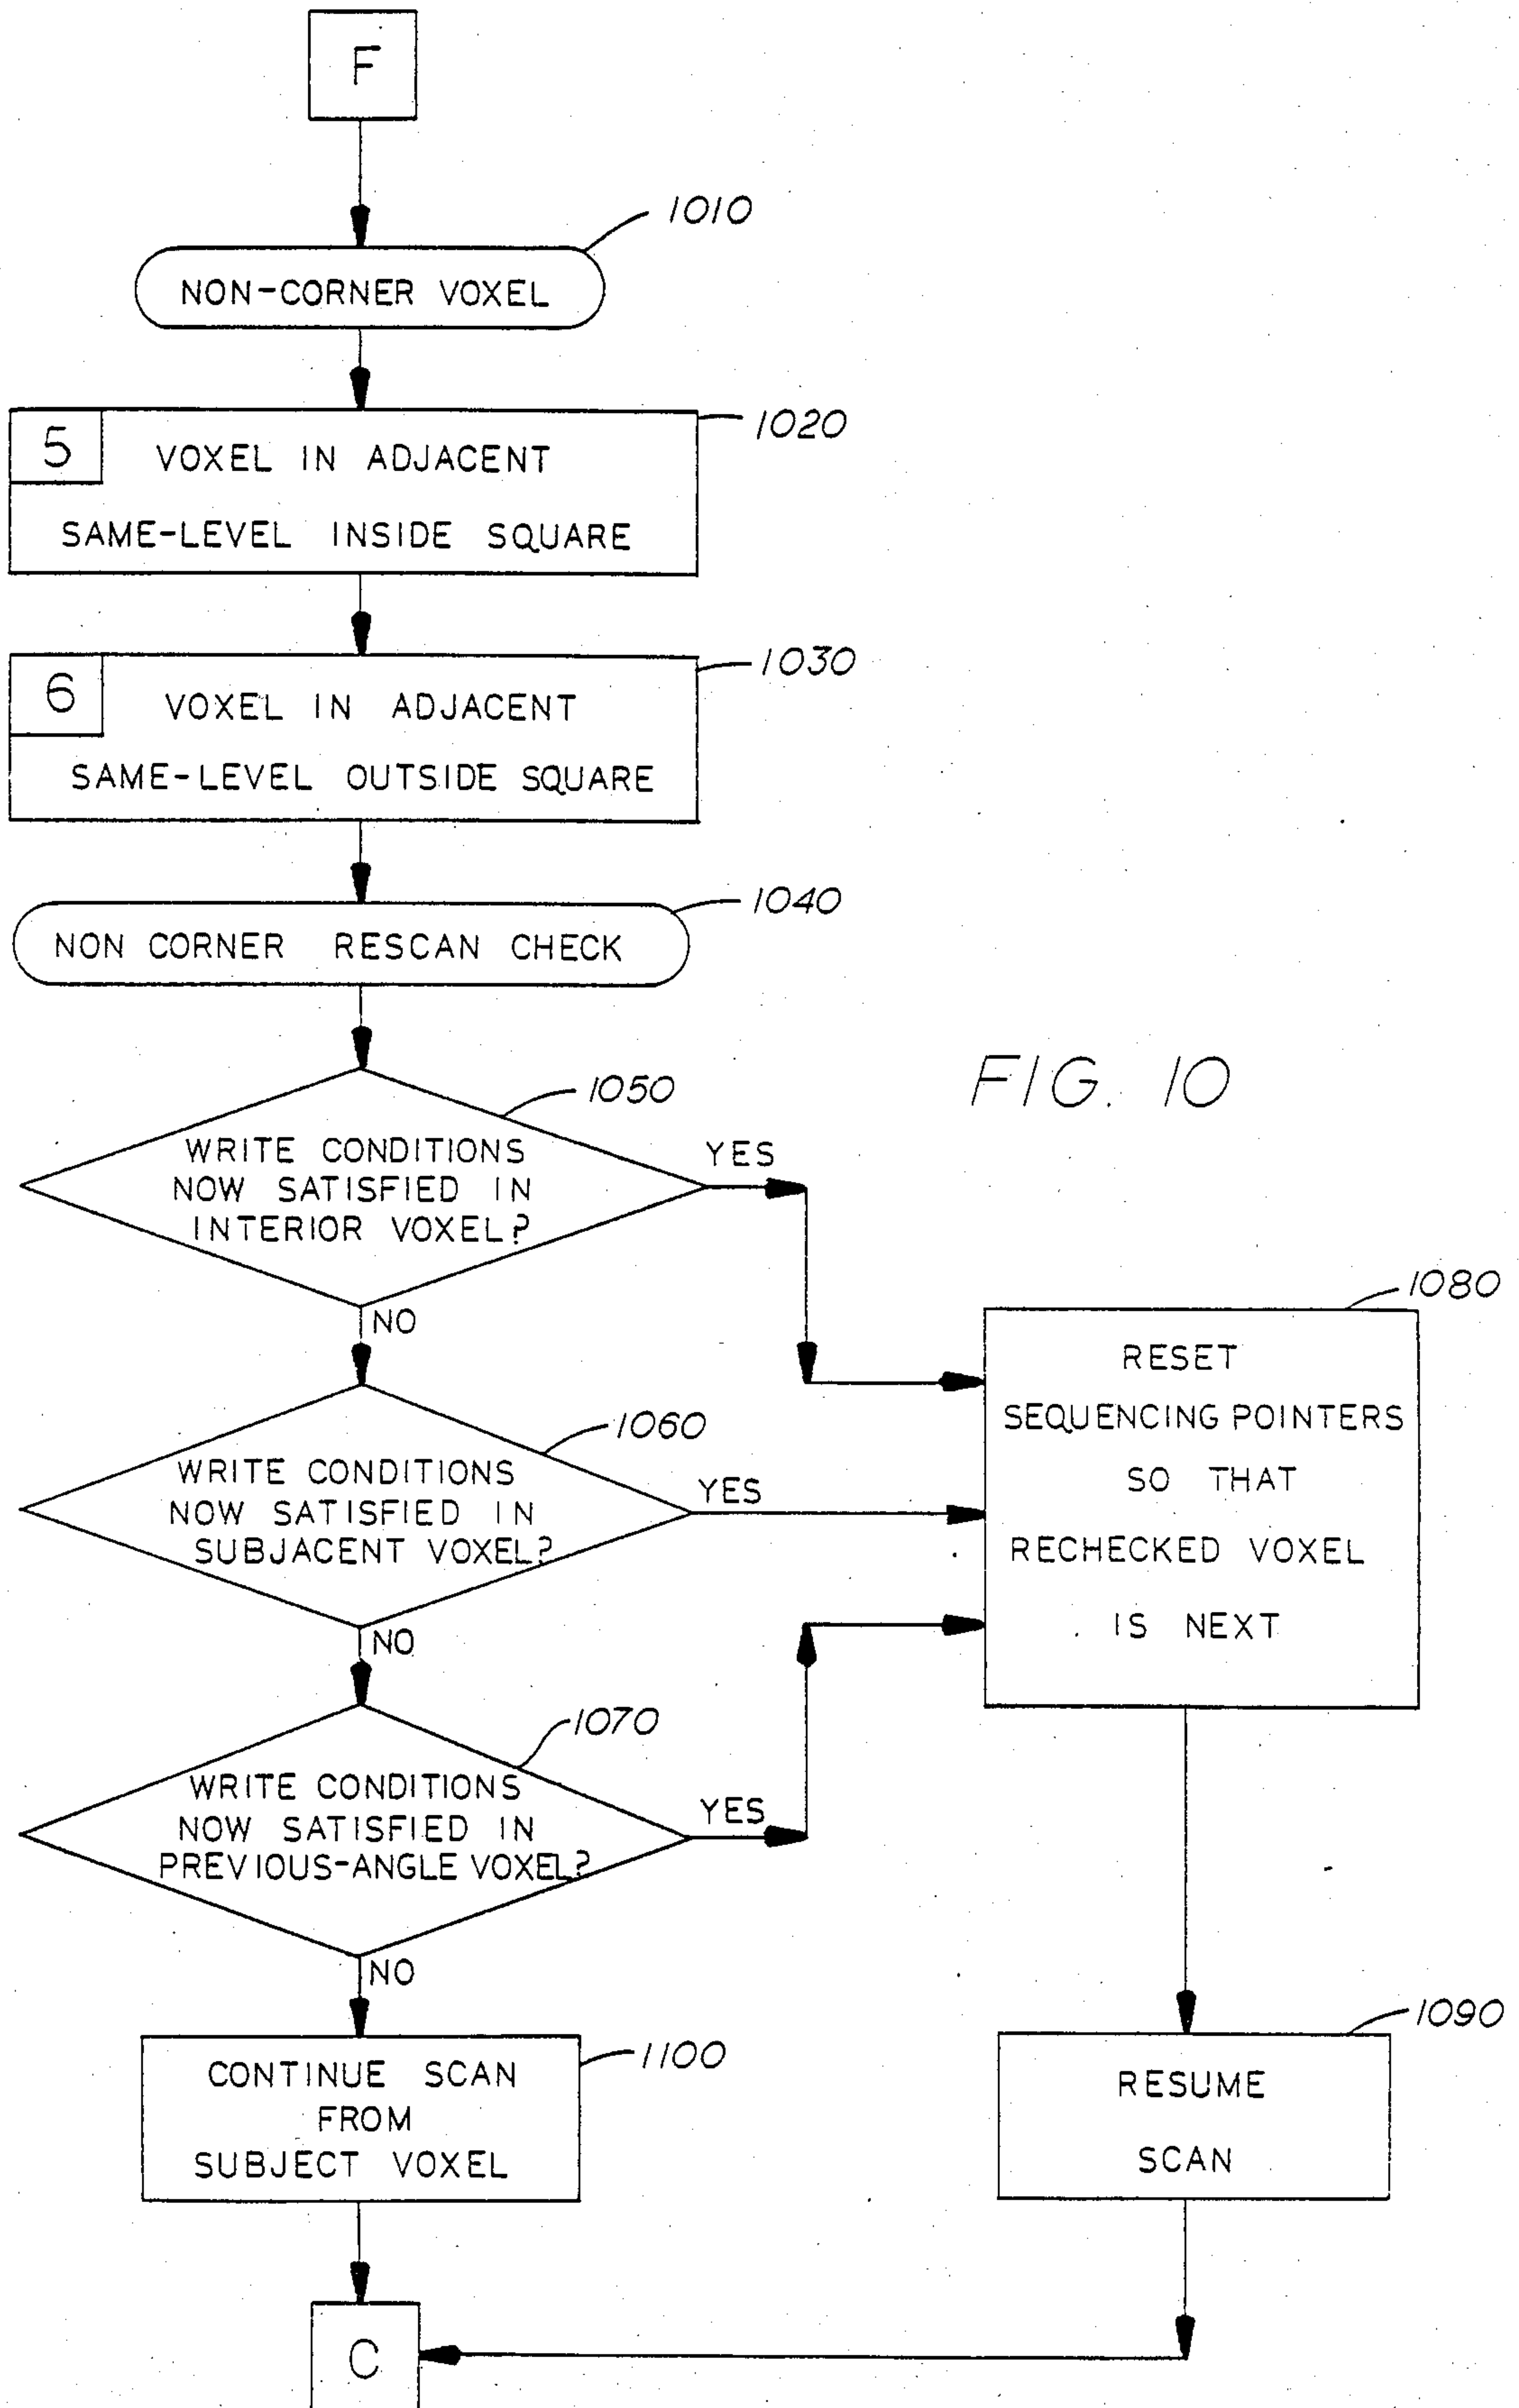 F
1010
NON-CORNER VOXEL
1020
5
VOXEL IN ADJACENT
SAME-LEVEL INSIDE SQUARE
1030
6
VOXEL IN ADJACENT
SAME-LEVEL OUTSIDE SQUARE
1040
NON CORNER RESCAN CHECK
FIG. 10
1050
WRITE CONDITIONS
NOW SATISFIED IN
INTERIOR VOXEL?
YES
NO
1060
WRITE CONDITIONS
NOW SATISFIED IN
SUBJACENT VOXEL?
YES
NO
1070
WRITE CONDITIONS
NOW SATISFIED IN
PREVIOUS-ANGLE VOXEL?
YES
NO
1080
RESET
SEQUENCING POINTERS
SO THAT
RECHECKED VOXEL
IS NEXT
1100
CONTINUE SCAN
FROM
SUBJECT VOXEL
1090
RESUME
SCAN
C